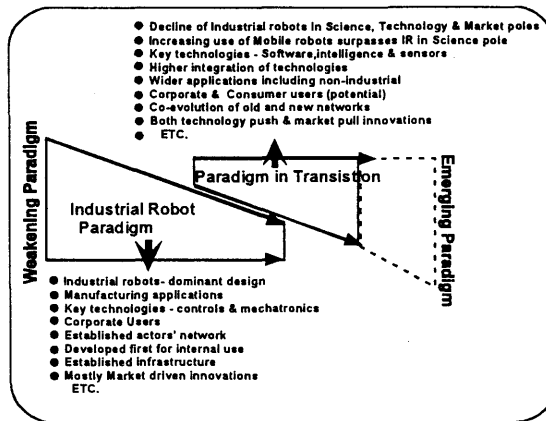 ● Decline of Industrial robots In Science, Technology & Market poles
● Increasing use of Mobile robots surpasses IR in Science pole
● Key technologies - Software,intelligence & sensors
● Higher integration of technologies
● Wider applications including non-industrial
● Corporate & Consumer users (potential)
● Co-evolution of old and new networks
● Both technology push & market pull innovations
● ETC.
Weakening Paradigm
Paradigm in Transistion
Emerging Paradigm
Industrial Robot
Paradigm
● Industrial robots- dominant design
● Manufacturing applications
● Key technologies - controls & mechatronics
● Corporate Users
● Established actors' network
● Developed first for internal use
● Established infrastructure
● Mostly Market driven innovations
ETC.